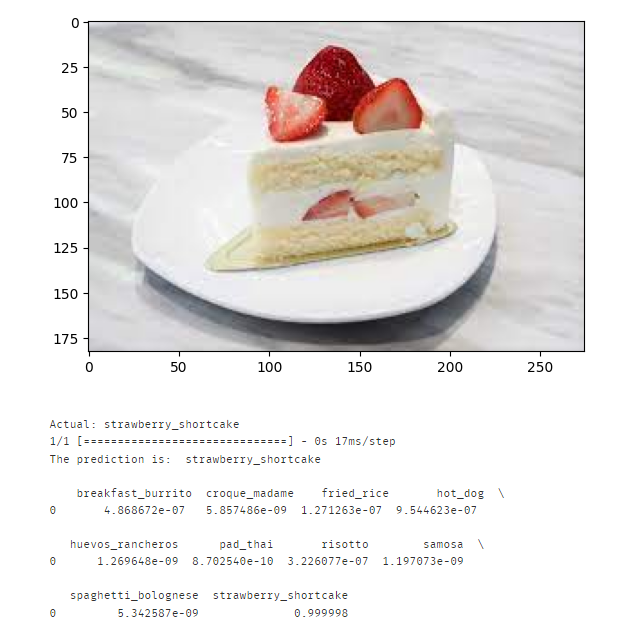 0
25
50
75
100
125
150
175
0 50 100 150 200 250
Actual: strawberry_shortcake
1/1 [==============================] - 0s 17ms/step
The prediction is:  strawberry_shortcake
breakfast_burrito  croque_madame    fried_rice       hot_dog  \
0       4.868672e-07   5.857486e-09  1.271263e-07  9.544623e-07
huevos_rancheros      pad_thai       risotto        samosa  \
0      1.269648e-09  8.702540e-10  3.226077e-07  1.197073e-09
spaghetti_bolognese  strawberry_shortcake
0         5.342587e-09              0.999998